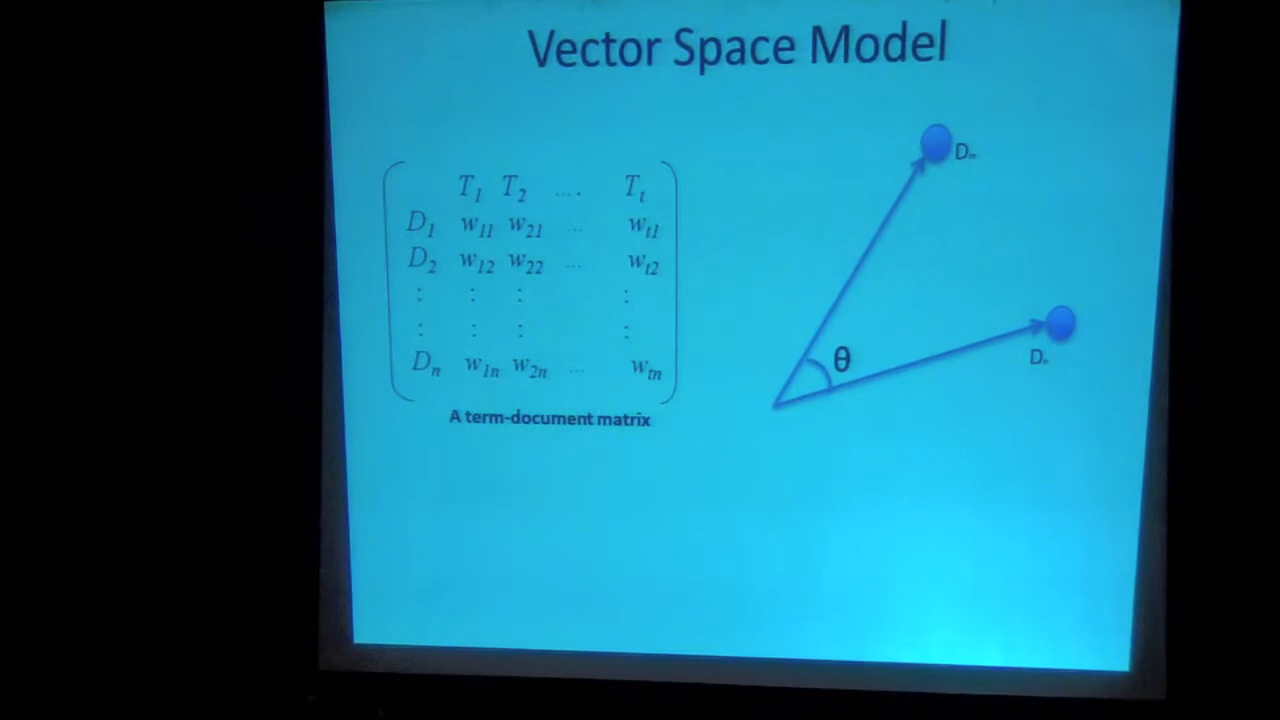 Vector Space Model
T1 T2 .... Tt
D1 w11 w21 ... wt1
D2 w12 w22 ... wt2
: : : :
: : : :
Dn w1n w2n ... wtn
A term-document matrix
D
θ
D